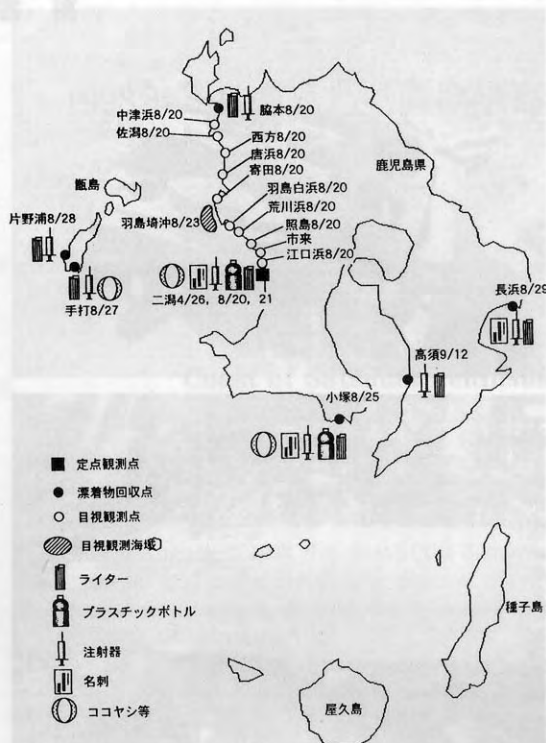 中津浜8/20
脇本8/20
佐潟8/20
西方8/20
唐浜8/20
寄田8/20
鹿児島県
甑島
羽島白浜8/20
片野浦8/28
羽島埼沖8/23
荒川浜8/20
照島8/20
市来
江口浜8/20
手打8/27
二潟4/26, 8/20, 21
長浜8/29
高須9/12
小塚8/25
定点観測点
漂着物回収点
目視観測点
目視観測海域
ライター
プラスチックボトル
注射器
名刺
ココヤシ等
種子島
屋久島